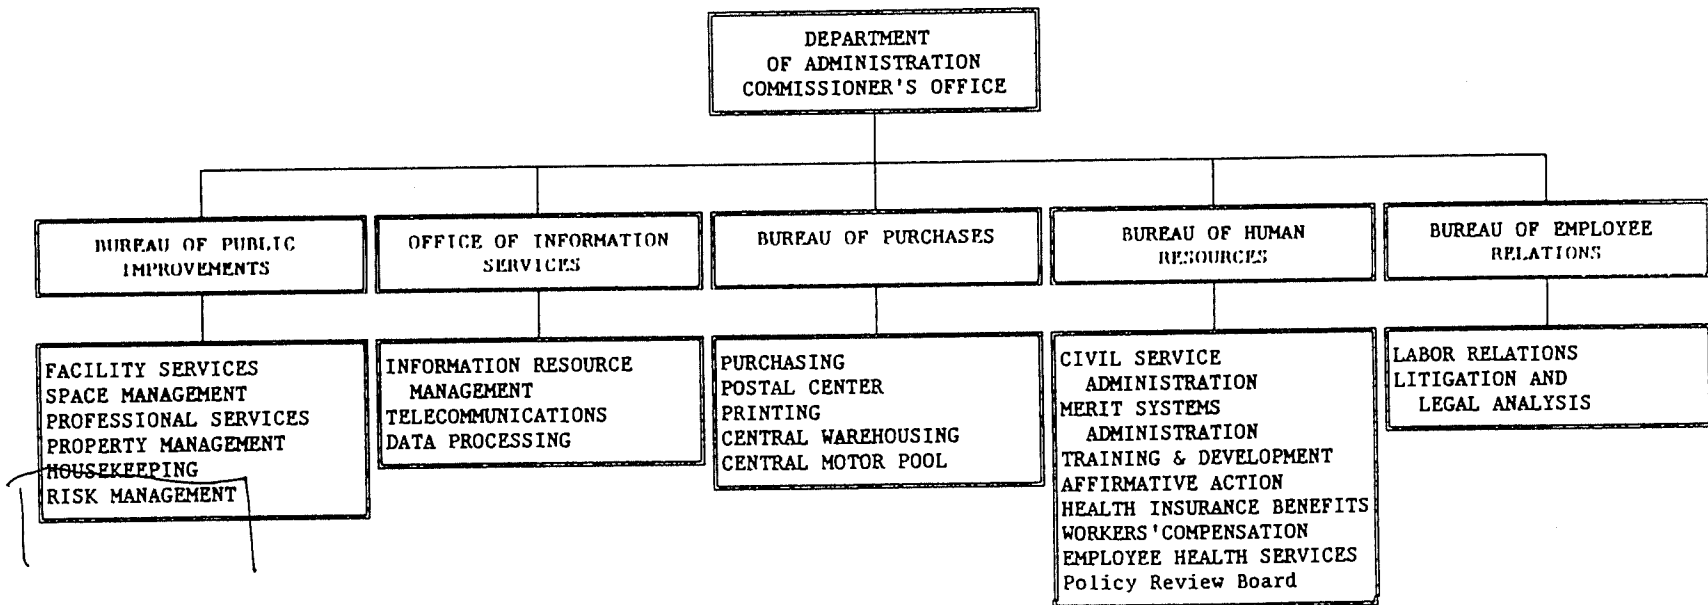 DEPARTMENT
OF ADMINISTRATION
COMMISSIONER'S OFFICE
BUREAU OF PUBLIC
IMPROVEMENTS
OFFICE OF INFORMATION
SERVICES
BUREAU OF PURCHASES
BUREAU OF HUMAN
RESOURCES
BUREAU OF EMPLOYEE
RELATIONS
FACILITY SERVICES
SPACE MANAGEMENT
PROFESSIONAL SERVICES
PROPERTY MANAGEMENT
HOUSEKEEPING
RISK MANAGEMENT
INFORMATION RESOURCE
MANAGEMENT
TELECOMMUNICATIONS
DATA PROCESSING
PURCHASING
POSTAL CENTER
PRINTING
CENTRAL WAREHOUSING
CENTRAL MOTOR POOL
CIVIL SERVICE
ADMINISTRATION
MERIT SYSTEMS
ADMINISTRATION
TRAINING & DEVELOPMENT
AFFIRMATIVE ACTION
HEALTH INSURANCE BENEFITS
WORKERS'COMPENSATION
EMPLOYEE HEALTH SERVICES
Policy Review Board
LABOR RELATIONS
LITIGATION AND
LEGAL ANALYSIS